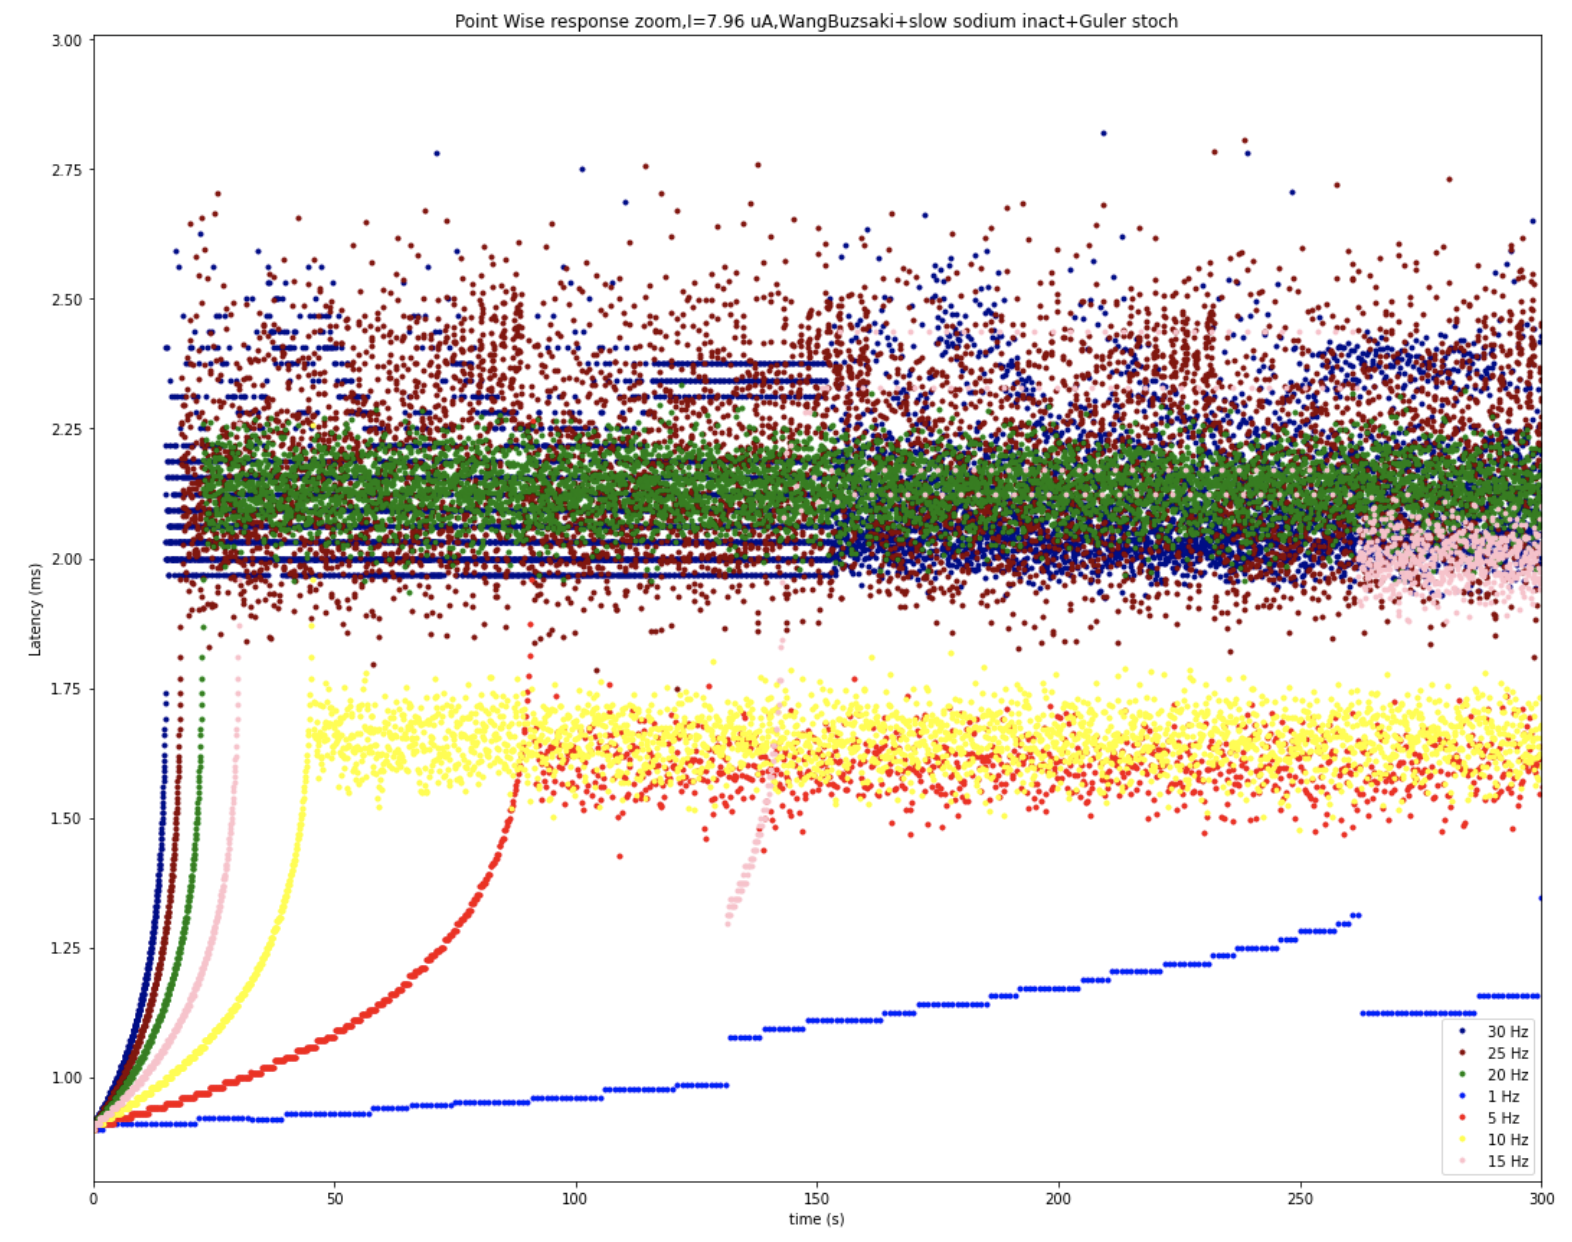 Point Wise response zoom,I=7.96 uA,WangBuzsaki+slow sodium inact+Guler stoch
3.00
2.75
2.50
2.25
2.00
1.75
1.50
1.25
1.00
Latency (ms)
30 Hz
25 Hz
20 Hz
1 Hz
5 Hz
10 Hz
15 Hz
0 50 100 150 200 250 300
time (s)